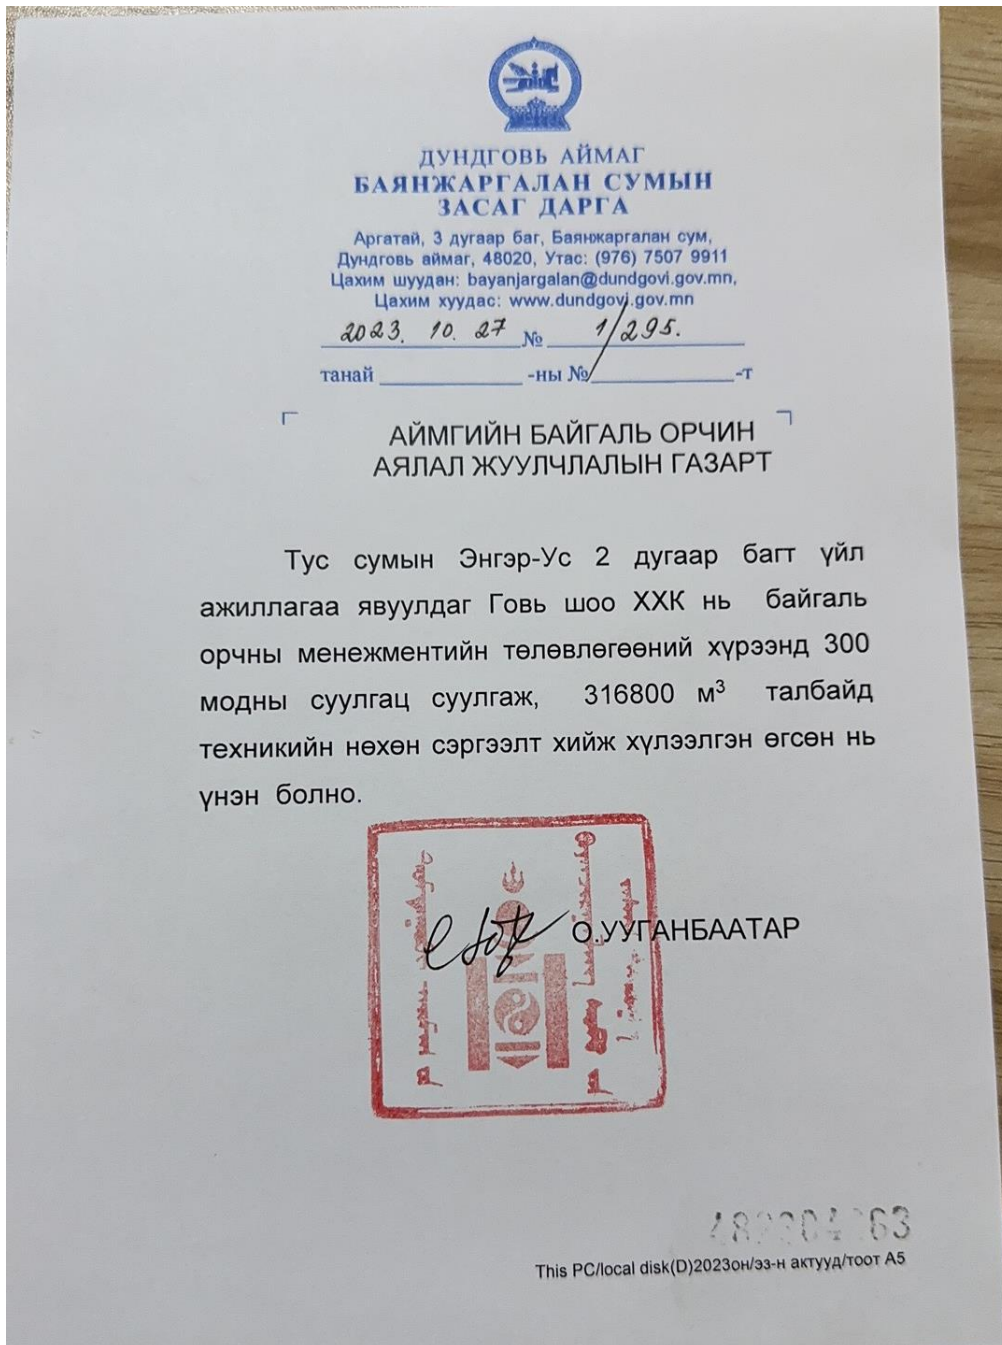 ДУНДГОВЬ АЙМАГ
БАЯНЖАРГАЛАН СУМЫН
ЗАСАГ ДАРГА
Аргатай, 3 дугаар баг, Баянжаргалан сум,
Дундговь аймаг, 48020, Утас: (976) 7507 9911
Цахим шуудан: bayanjargalan@dundgovi.gov.mn,
Цахим хуудас: www.dundgovi.gov.mn
2023. 10. 27 № 1/295.
танай ____________ -ны №____________-т
АЙМГИЙН БАЙГАЛЬ ОРЧИН
АЯЛАЛ ЖУУЛЧЛАЛЫН ГАЗАРТ
Тус сумын Энгэр-Ус 2 дугаар багт үйл
ажиллагаа явуулдаг Говь шоо ХХК нь байгаль
орчны менежментийн төлөвлөгөөний хүрээнд 300
модны суулгац суулгаж, 316800 м³ талбайд
техникийн нөхөн сэргээлт хийж хүлээлгэн өгсөн нь
үнэн болно.
О.УУГАНБААТАР
This PC/local disk(D)2023он/эз-н актууд/тоот А5